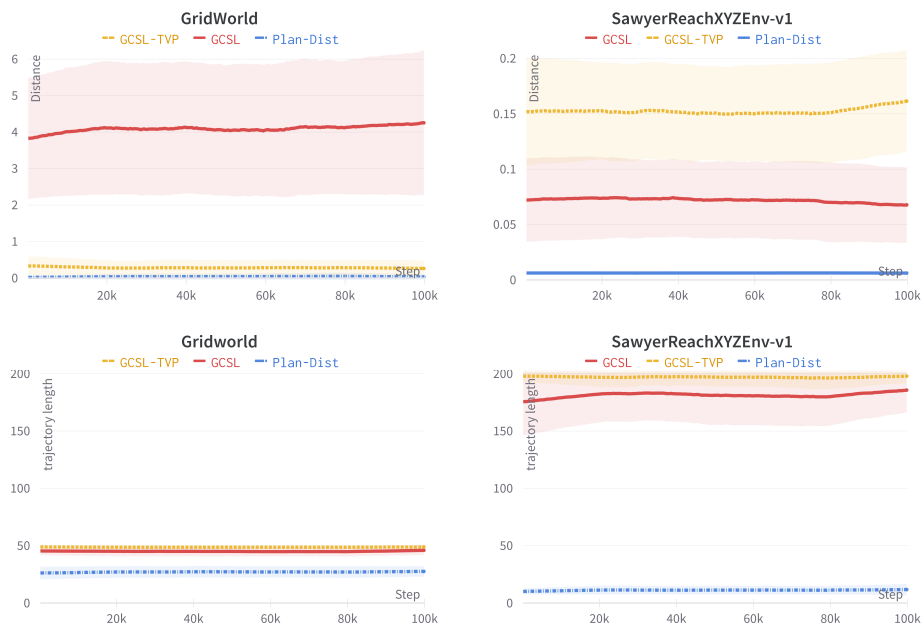 GridWorld
GCSL-TVP GCSL Plan-Dist
Distance
6
5
4
3
2
1
0
Step
20k 40k 60k 80k 100k
SawyerReachXYZEnv-v1
GCSL GCSL-TVP Plan-Dist
Distance
0.2
0.15
0.1
0.05
0
Step
20k 40k 60k 80k 100k
Gridworld
GCSL-TVP GCSL Plan-Dist
trajectory length
200
150
100
50
0
Step
20k 40k 60k 80k 100k
SawyerReachXYZEnv-v1
GCSL GCSL-TVP Plan-Dist
trajectory length
200
150
100
50
0
Step
20k 40k 60k 80k 100k